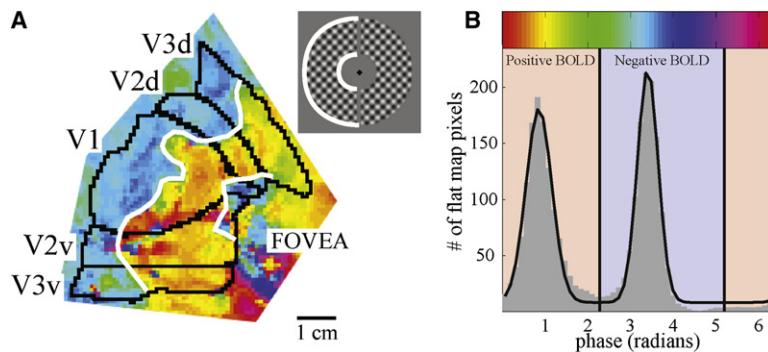 A
V3d
V2d
V1
V2v
V3v
FOVEA
1 cm
B
Positive BOLD
Negative BOLD
200
150
100
50
# of flat map pixels
1 2 3 4 5 6
phase (radians)